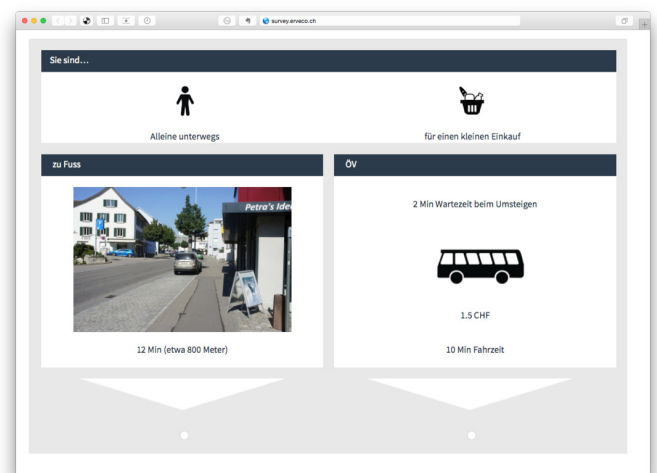 survey.erveco.ch
Sie sind…
Alleine unterwegs
für einen kleinen Einkauf
zu Fuss
ÖV
Petra's Ide
2 Min Wartezeit beim Umsteigen
1.5 CHF
12 Min (etwa 800 Meter)
10 Min Fahrzeit